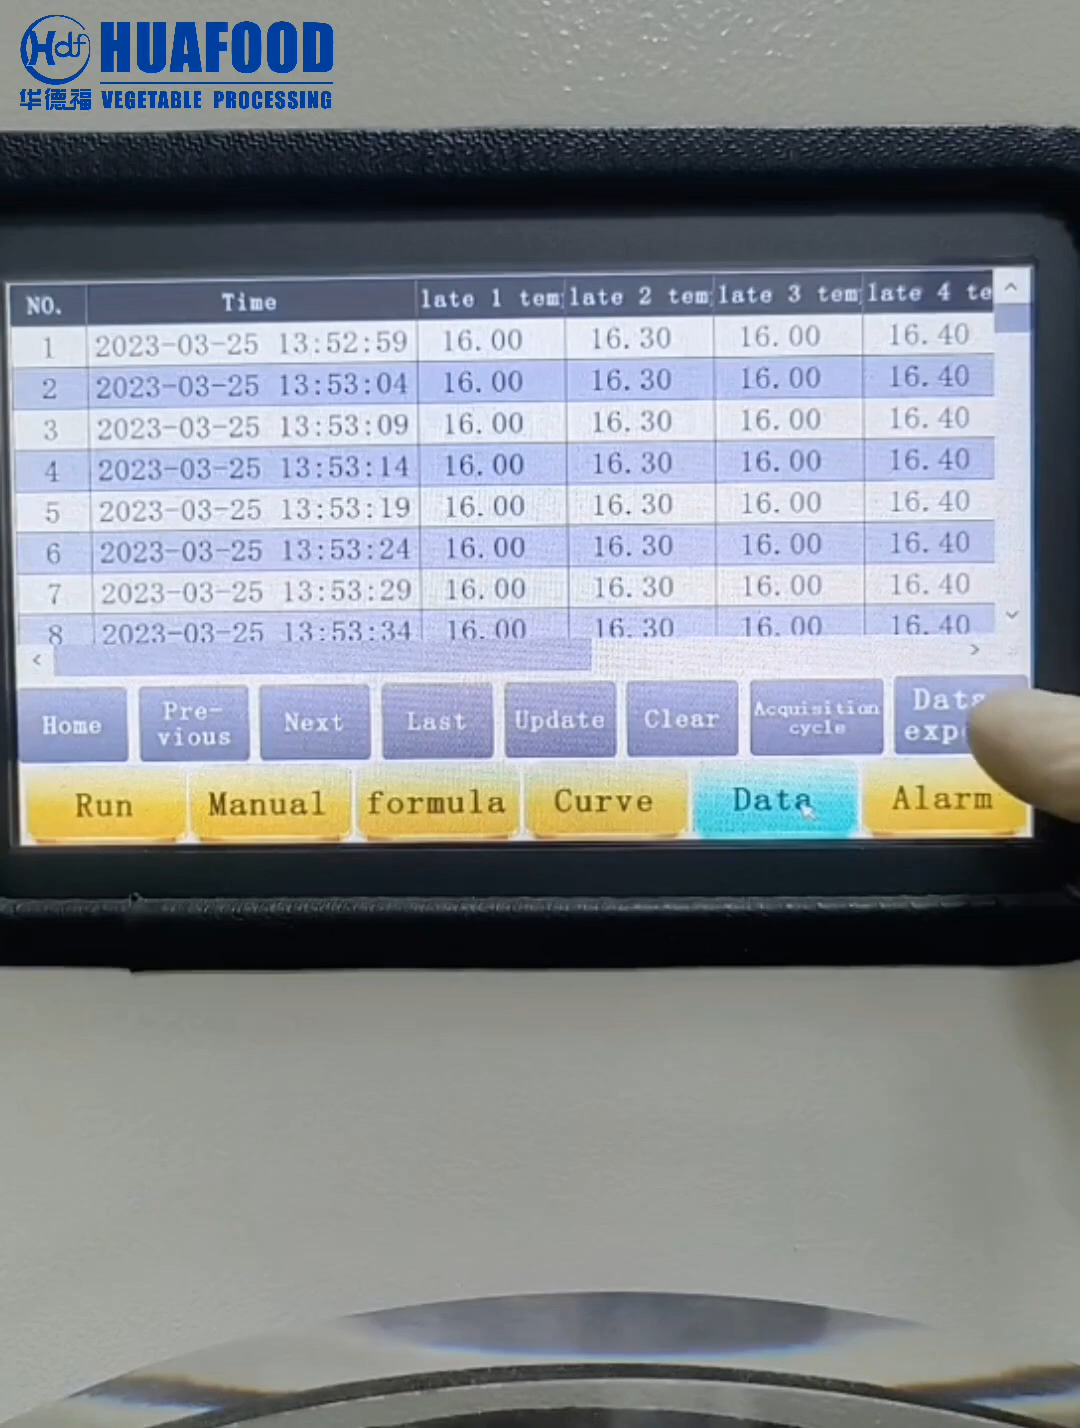 Hdf HUAFOOD
华德福 VEGETABLE PROCESSING
NO. Time late 1 tem late 2 tem late 3 tem late 4 te
1 2023-03-25 13:52:59 16.00 16.30 16.00 16.40
2 2023-03-25 13:53:04 16.00 16.30 16.00 16.40
3 2023-03-25 13:53:09 16.00 16.30 16.00 16.40
4 2023-03-25 13:53:14 16.00 16.30 16.00 16.40
5 2023-03-25 13:53:19 16.00 16.30 16.00 16.40
6 2023-03-25 13:53:24 16.00 16.30 16.00 16.40
7 2023-03-25 13:53:29 16.00 16.30 16.00 16.40
8 2023-03-25 13:53:34 16.00 16.30 16.00 16.40
Home
Pre-
vious
Next
Last
Update
Clear
Acquisition
cycle
Data
exp
Run Manual formula Curve Data Alarm